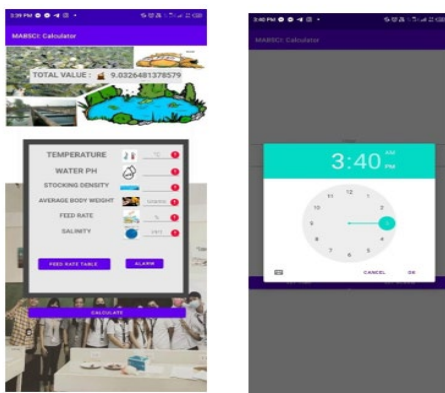 3:39 PM
MABSCI: Calculator
TOTAL VALUE : 9.0326481378579
TEMPERATURE °C
WATER PH
STOCKING DENSITY
AVERAGE BODY WEIGHT
FEED RATE %
SALINITY
FEED RATE TABLE ALARM
CALCULATE
3:40 PM
MABSCI: Calculator
3:40 AM
PM
12
1
2
3
4
5
6
7
8
9
10
11
CANCEL OK